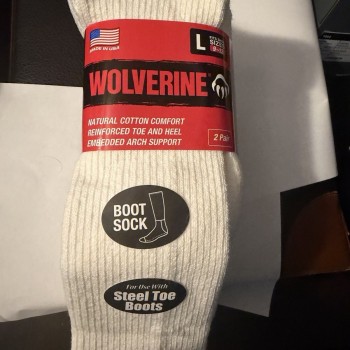 MADE IN USA
L
SIZE
WOLVERINE
NATURAL COTTON COMFORT
REINFORCED TOE AND HEEL
EMBEDDED ARCH SUPPORT
2 Pair
BOOT
SOCK
For Use With
Steel Toe
Boots